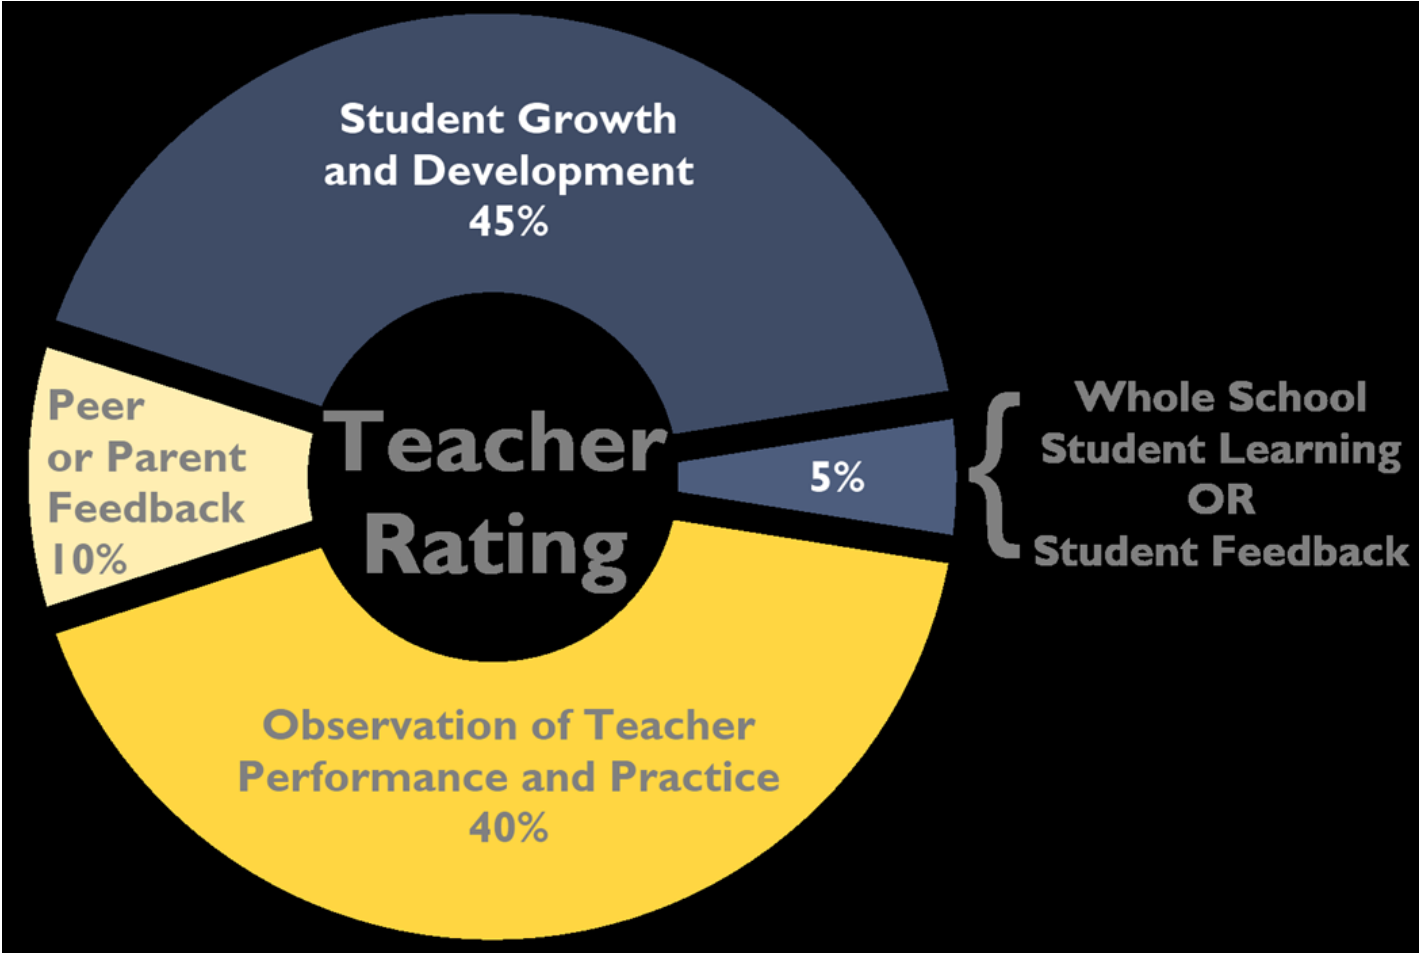 Student Growth
and Development
45%
Peer
or Parent
Feedback
10%
Teacher
Rating
5%
{
Whole School
Student Learning
OR
Student Feedback
Observation of Teacher
Performance and Practice
40%